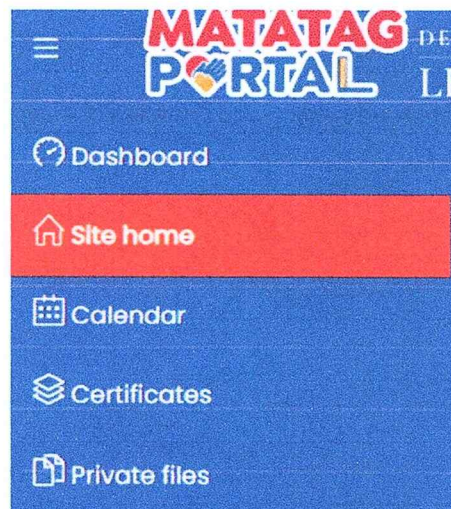 MATATAG
PORTAL
Dashboard
Site home
Calendar
Certificates
Private files